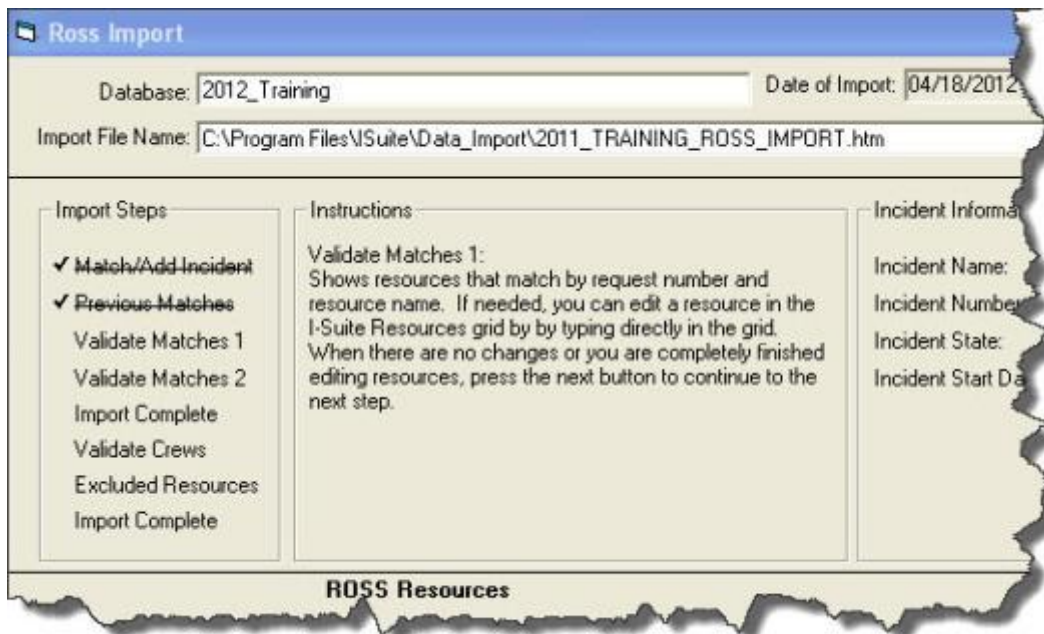 Ross Import
Database: 2012_Training Date of Import: 04/18/2012
Import File Name: C:\Program Files\ISuite\Data_Import\2011_TRAINING_ROSS_IMPORT.htm
Import Steps
✓ Match/Add Incident
✓ Previous Matches
Validate Matches 1
Validate Matches 2
Import Complete
Validate Crews
Excluded Resources
Import Complete
Instructions
Validate Matches 1:
Shows resources that match by request number and
resource name. If needed, you can edit a resource in the
I-Suite Resources grid by by typing directly in the grid.
When there are no changes or you are completely finished
editing resources, press the next button to continue to the
next step.
Incident
Incident Name:
Incident Number
Incident State:
Incident Start
ROSS Resources